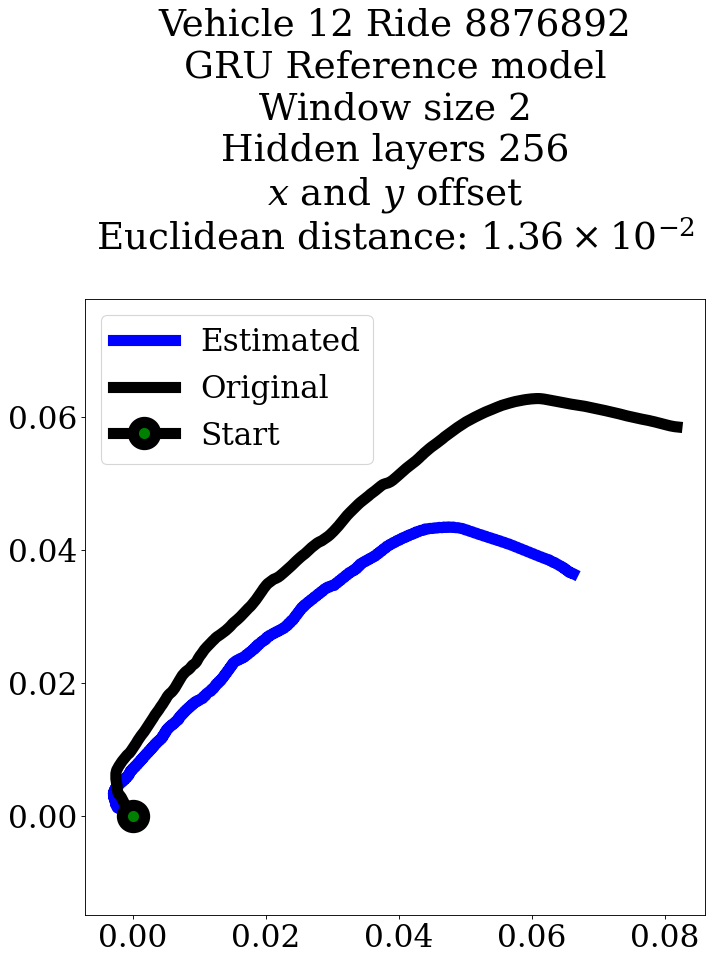 Vehicle 12 Ride 8876892
GRU Reference model
Window size 2
Hidden layers 256
x and y offset
Euclidean distance: 1.36 × 10⁻²
Estimated
Original
Start
0.06
0.04
0.02
0.00
0.00 0.02 0.04 0.06 0.08